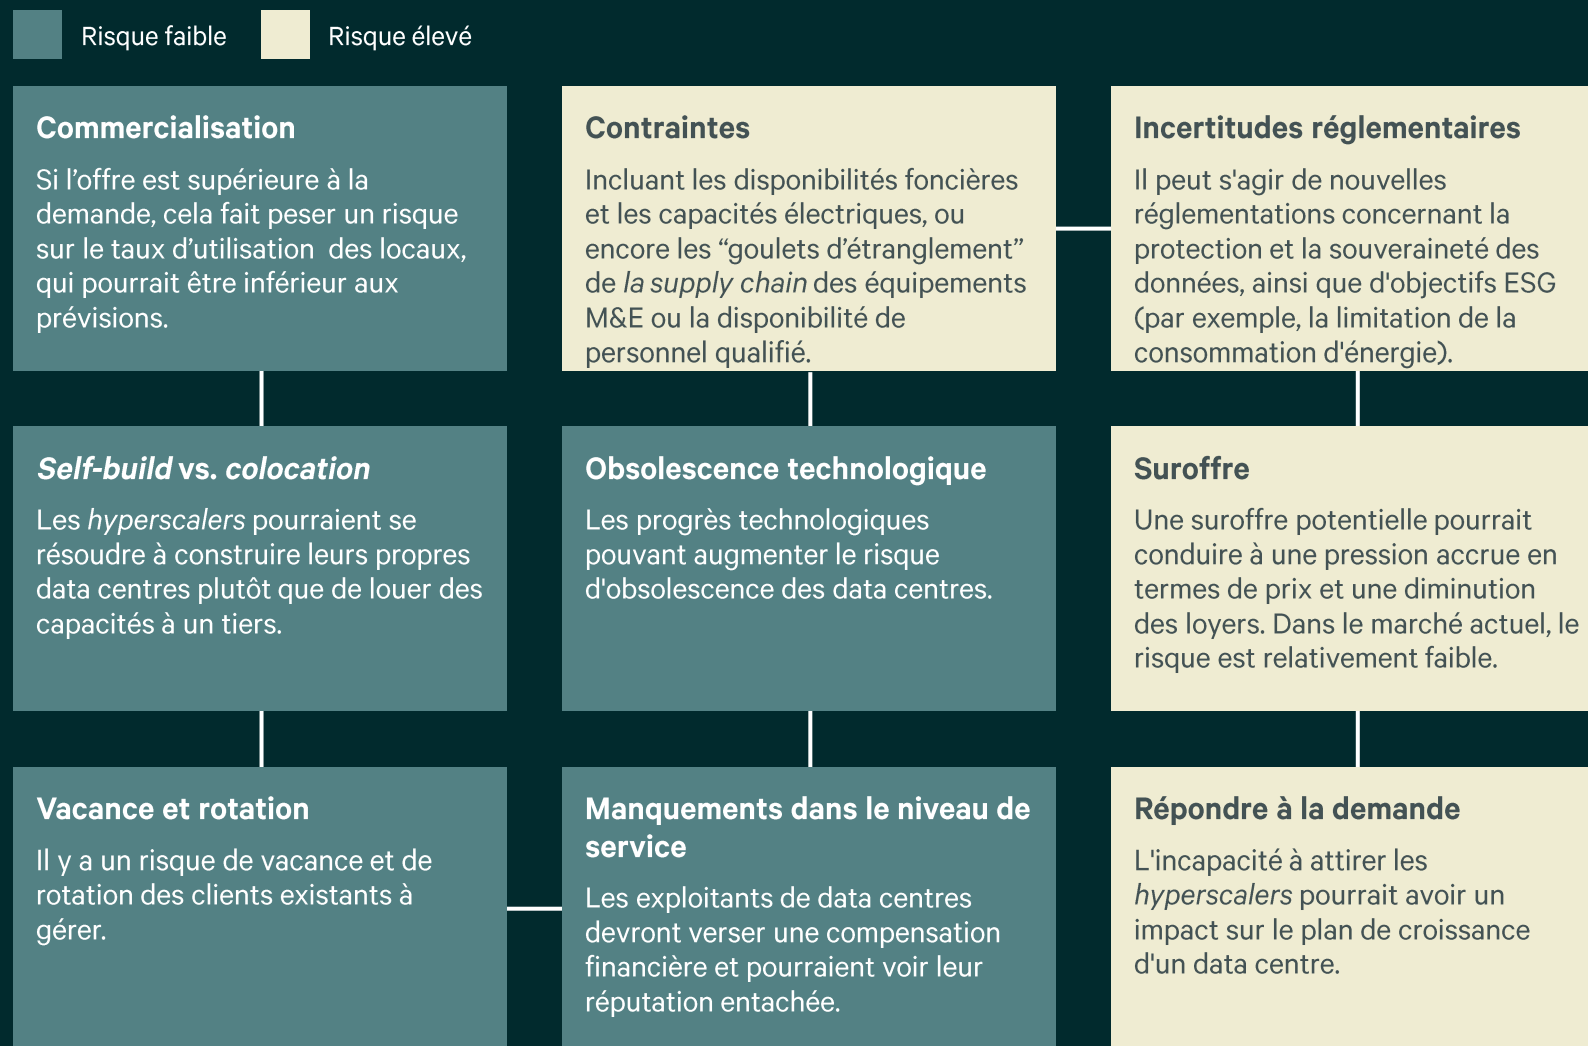 Risque faible
Risque élevé
Commercialisation
Si l’offre est supérieure à la
demande, cela fait peser un risque
sur le taux d’utilisation des locaux,
qui pourrait être inférieur aux
prévisions.
Contraintes
Incluant les disponibilités foncières
et les capacités électriques, ou
encore les “goulets d’étranglement”
de la supply chain des équipements
M&E ou la disponibilité de
personnel qualifié.
Incertitudes réglementaires
Il peut s'agir de nouvelles
réglementations concernant la
protection et la souveraineté des
données, ainsi que d'objectifs ESG
(par exemple, la limitation de la
consommation d'énergie).
Self-build vs. colocation
Les hyperscalers pourraient se
résoudre à construire leurs propres
data centres plutôt que de louer des
capacités à un tiers.
Obsolescence technologique
Les progrès technologiques
pouvant augmenter le risque
d'obsolescence des data centres.
Suroffre
Une suroffre potentielle pourrait
conduire à une pression accrue en
termes de prix et une diminution
des loyers. Dans le marché actuel, le
risque est relativement faible.
Vacance et rotation
Il y a un risque de vacance et de
rotation des clients existants à
gérer.
Manquements dans le niveau de
service
Les exploitants de data centres
devront verser une compensation
financière et pourraient voir leur
réputation entachée.
Répondre à la demande
L'incapacité à attirer les
hyperscalers pourrait avoir un
impact sur le plan de croissance
d'un data centre.